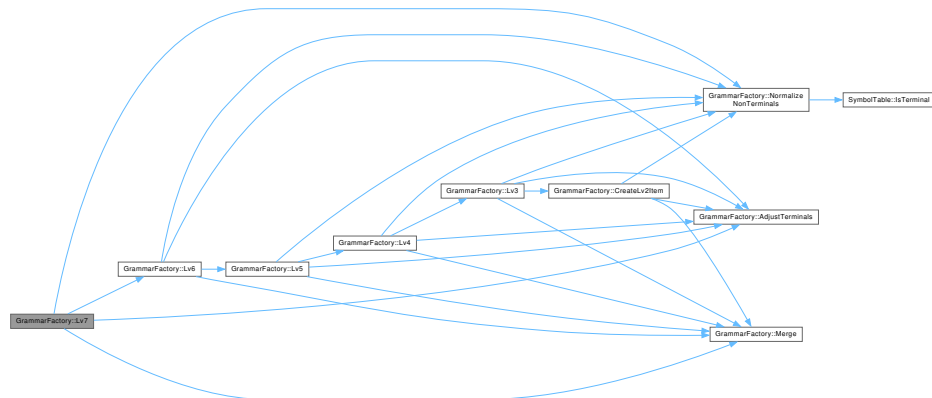 GrammarFactory::Normalize
NonTerminals
SymbolTable::IsTerminal
GrammarFactory::Lv3
GrammarFactory::CreateLv2Item
GrammarFactory::AdjustTerminals
GrammarFactory::Lv4
GrammarFactory::Lv6
GrammarFactory::Lv5
GrammarFactory::Lv7
GrammarFactory::Merge